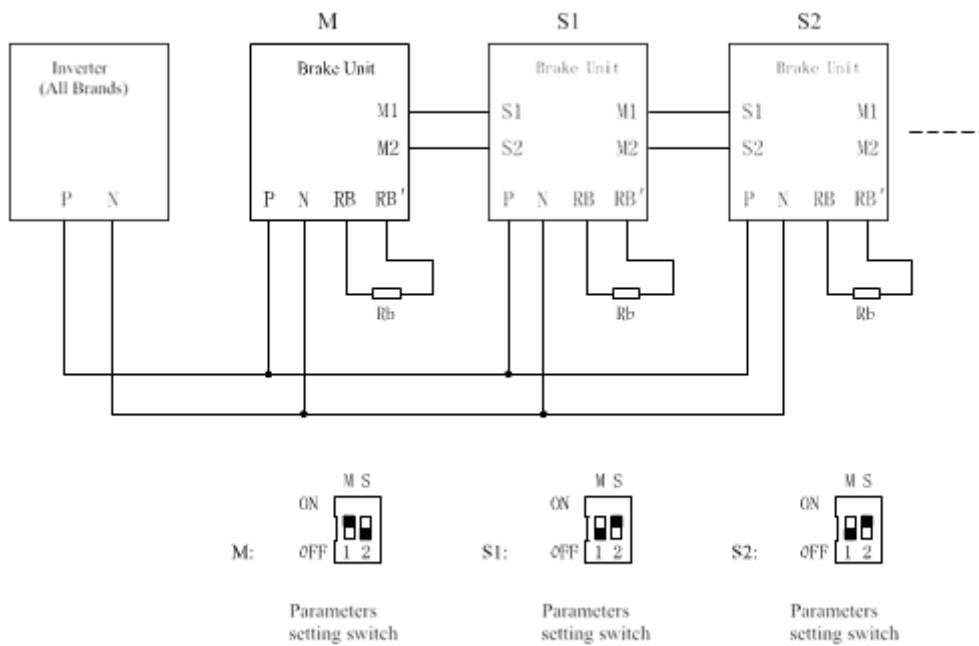 M
S1
S2
Inverter
(All Brands)
Brake Unit
Brake Unit
Brake Unit
M1
S1
M1
S1
M1
M2
S2
M2
S2
M2
P N
P N RB RB'
P N RB RB'
P N RB RB'
Rb
Rb
Rb
M S
M S
M S
ON
ON
ON
M: OFF 1 2
S1: OFF 1 2
S2: OFF 1 2
Parameters
setting switch
Parameters
setting switch
Parameters
setting switch